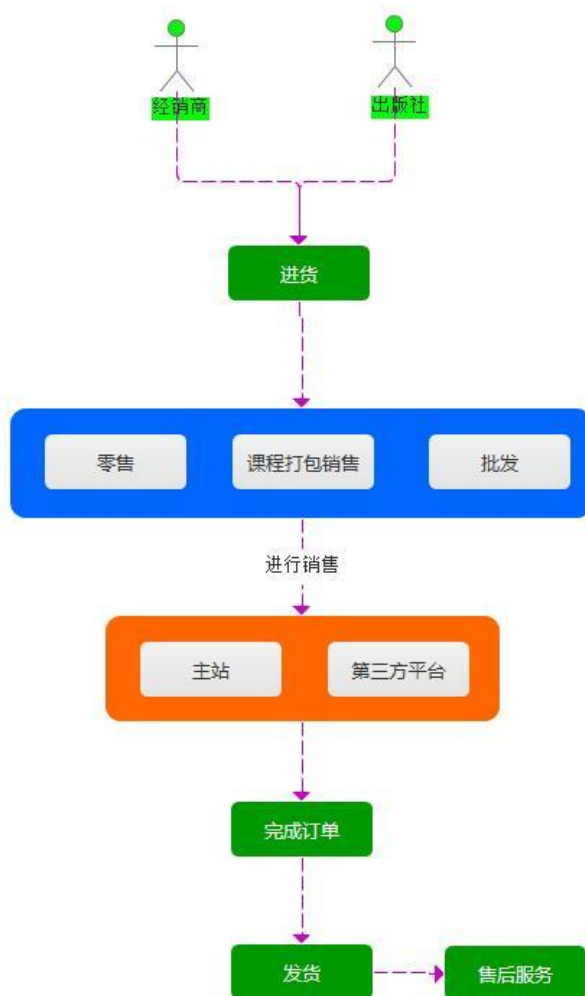 经销商
出版社
进货
零售
课程打包销售
批发
进行销售
主站
第三方平台
完成订单
发货
售后服务